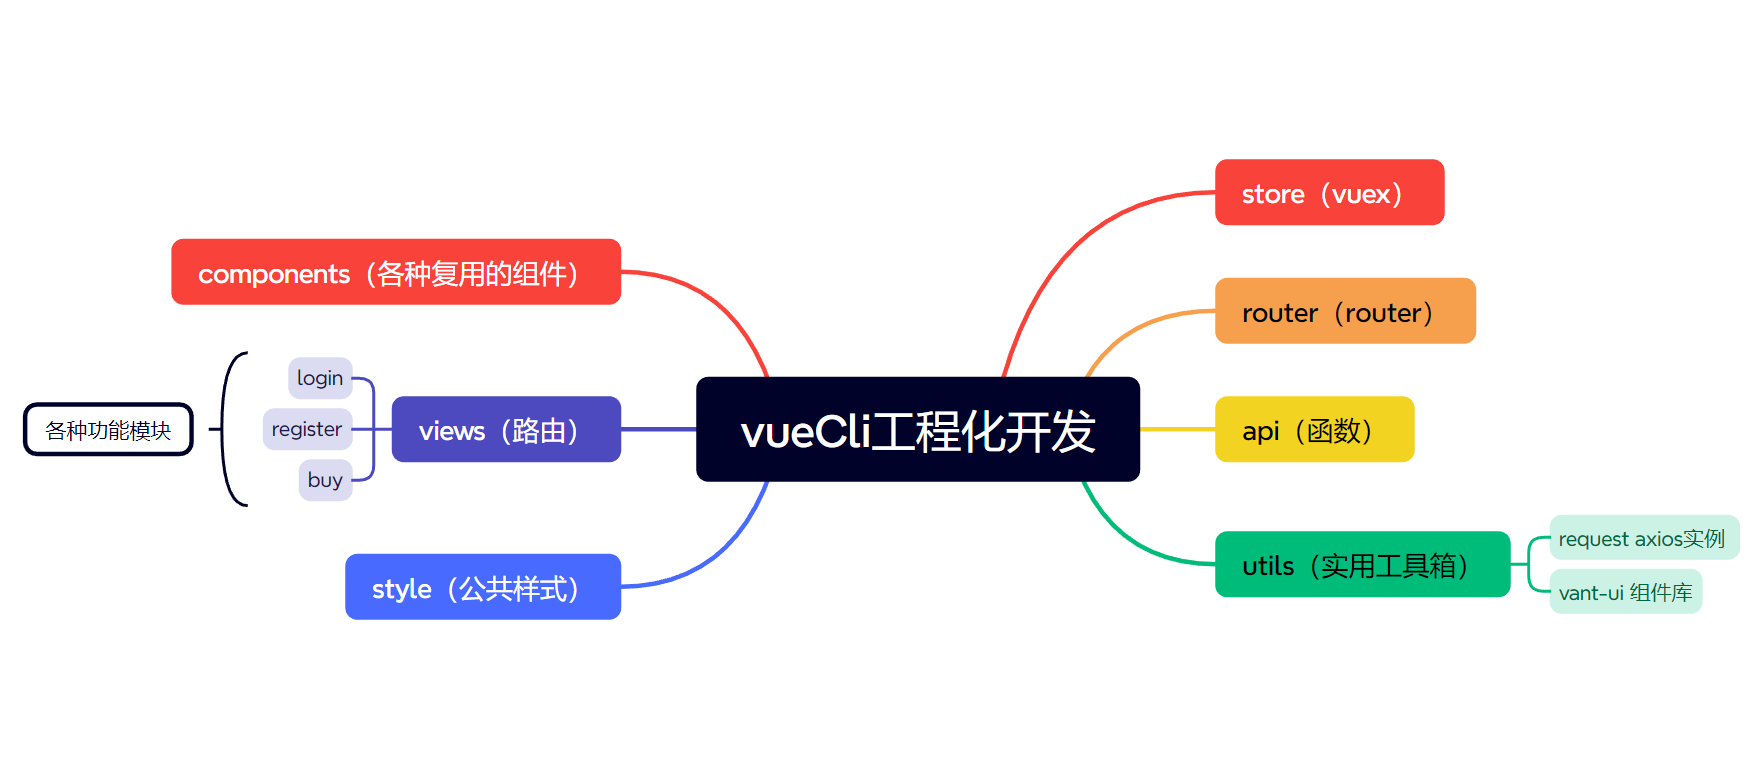 vueCli工程化开发
store（vuex）
router（router）
api（函数）
utils（实用工具箱）
request axios实例
vant-ui 组件库
components（各种复用的组件）
views（路由）
login
register
buy
各种功能模块
style（公共样式）